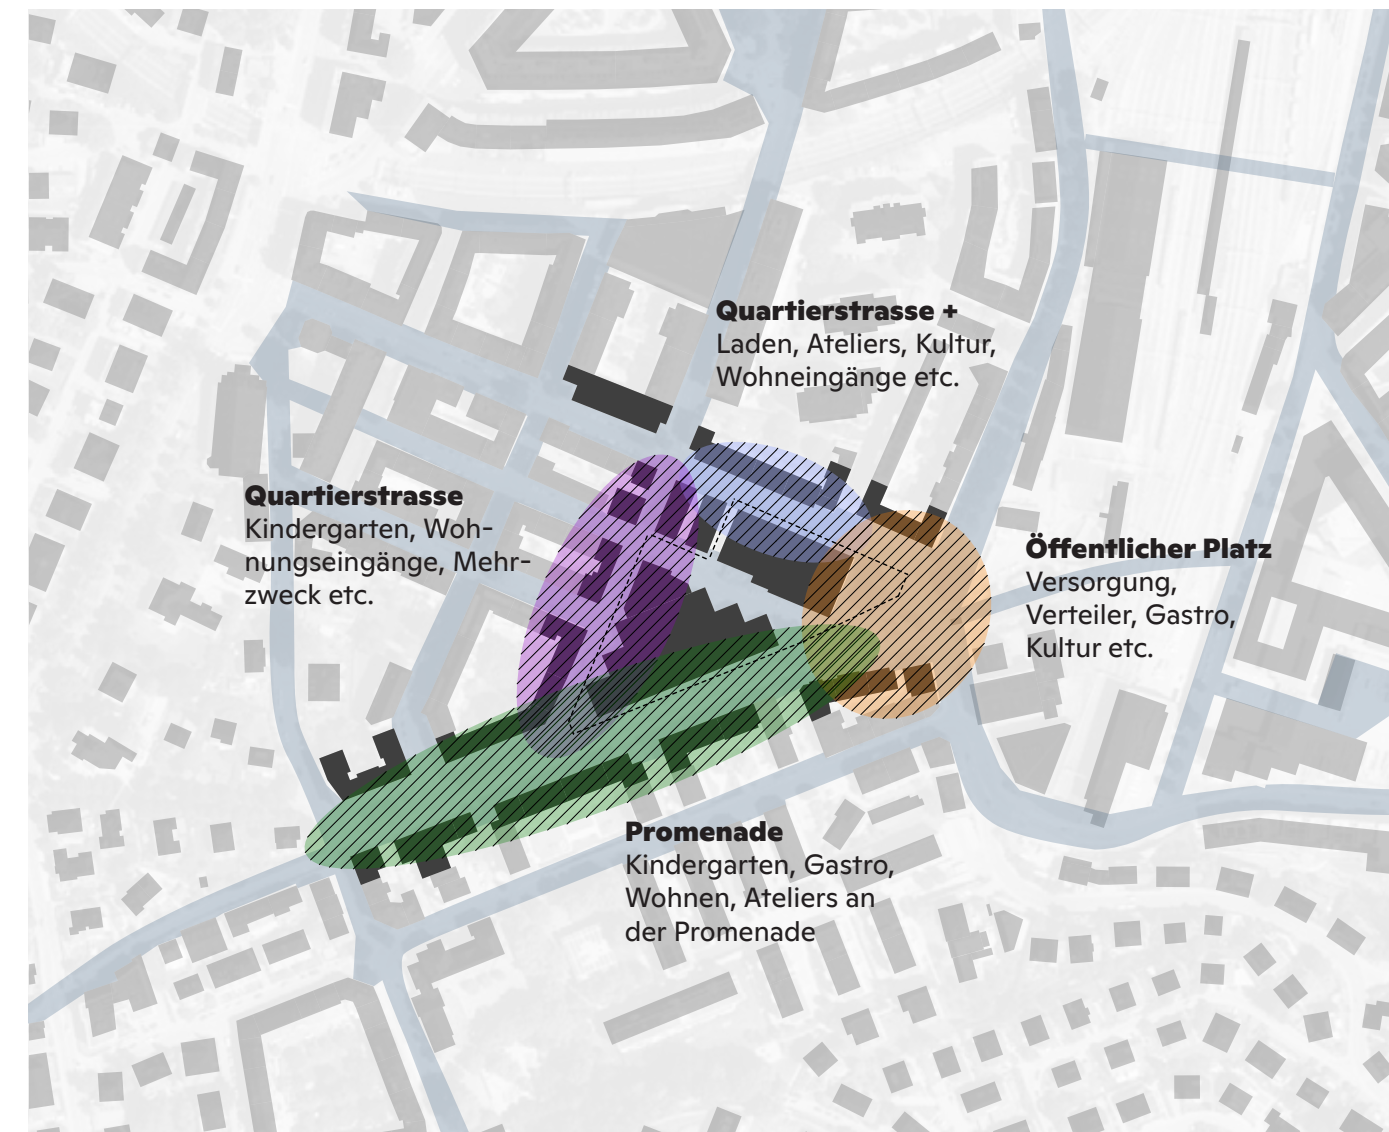 Quartierstrasse +
Laden, Ateliers, Kultur,
Wohneingänge etc.
Quartierstrasse
Kindergarten, Woh-
nungseingänge, Mehr-
zweck etc.
Öffentlicher Platz
Versorgung,
Verteiler, Gastro,
Kultur etc.
Promenade
Kindergarten, Gastro,
Wohnen, Ateliers an
der Promenade